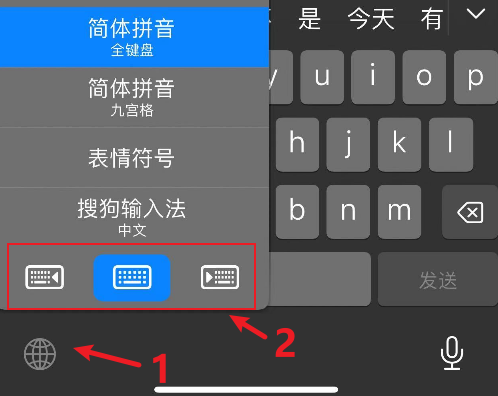 简体拼音
全键盘
简体拼音
九宫格
表情符号
搜狗输入法
中文
是 今天 有
u i o p
h j k l
b n m
发送
1
2